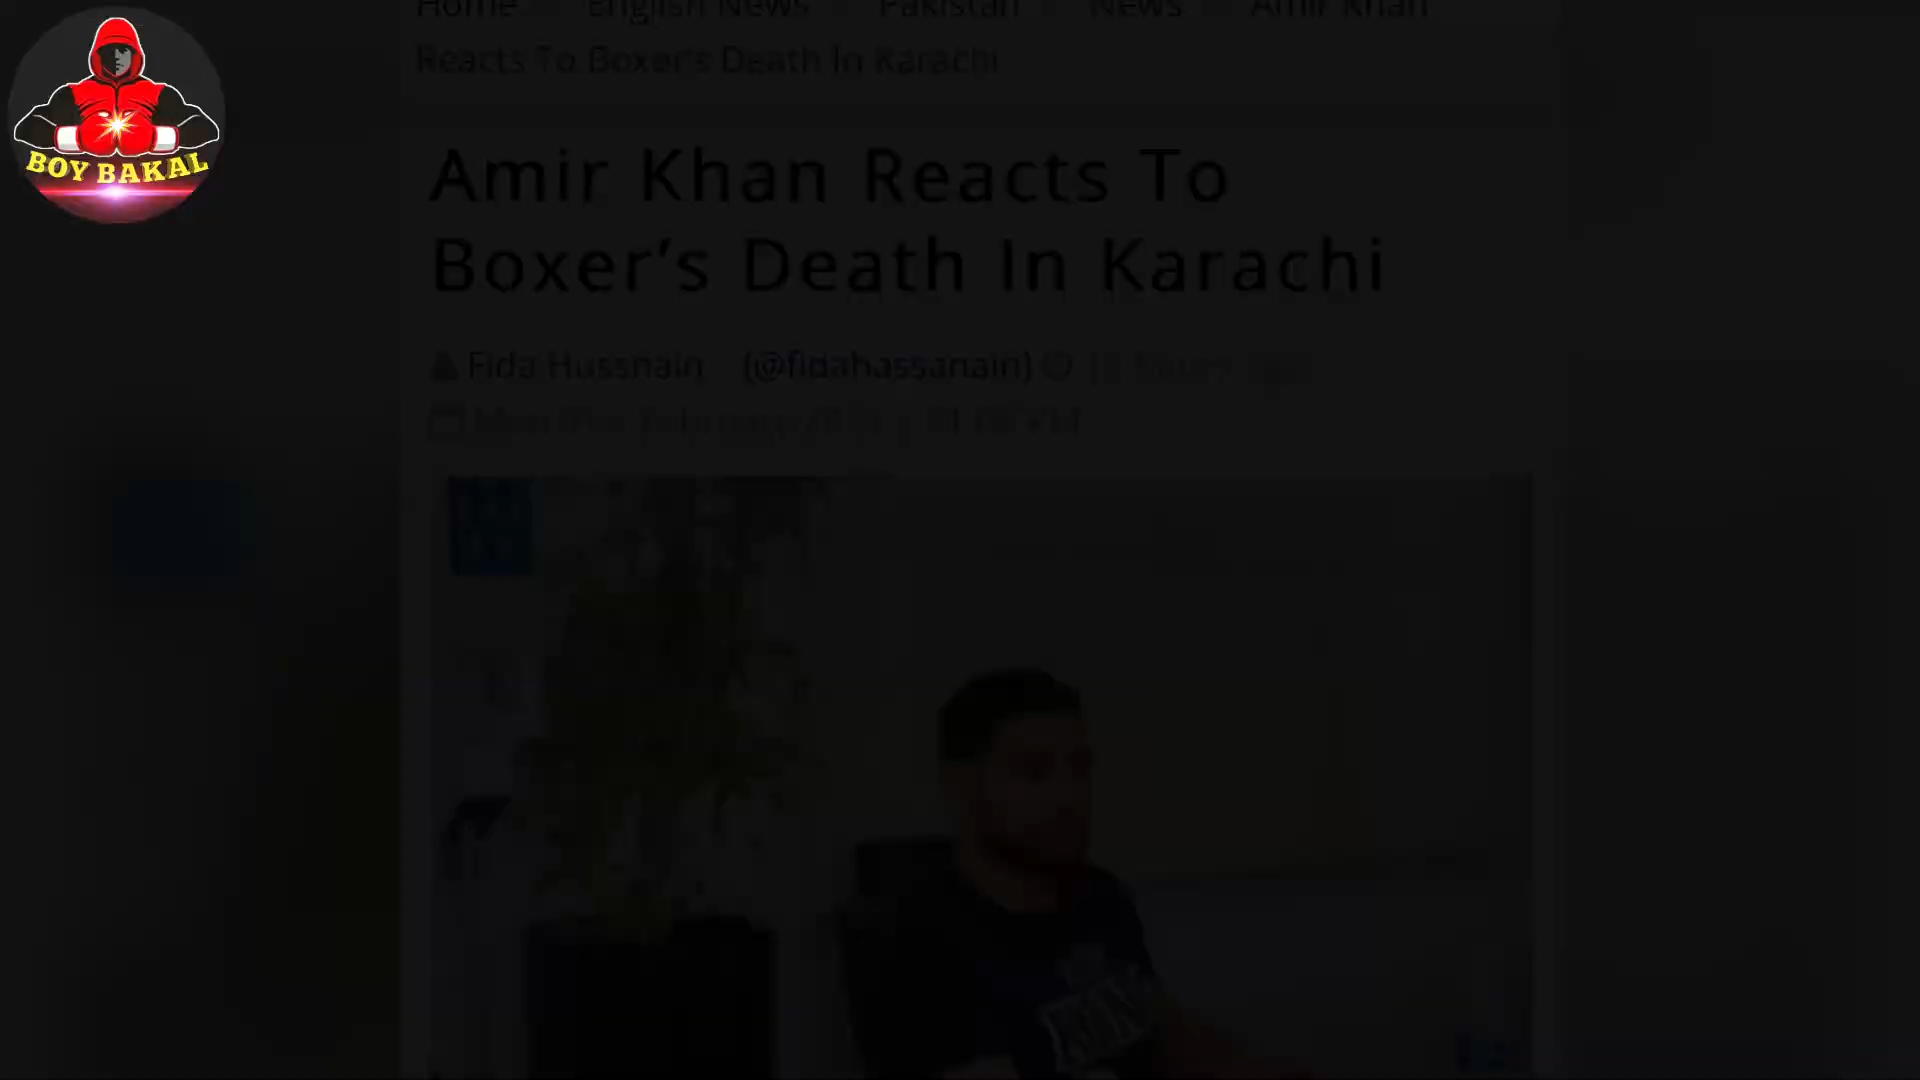 Home English News Pakistan News Amir Khan
Reacts To Boxer's Death In Karachi
BOY BAKAL
Amir Khan Reacts To
Boxer's Death In Karachi
Fida Hussnain (@fidahassanain)